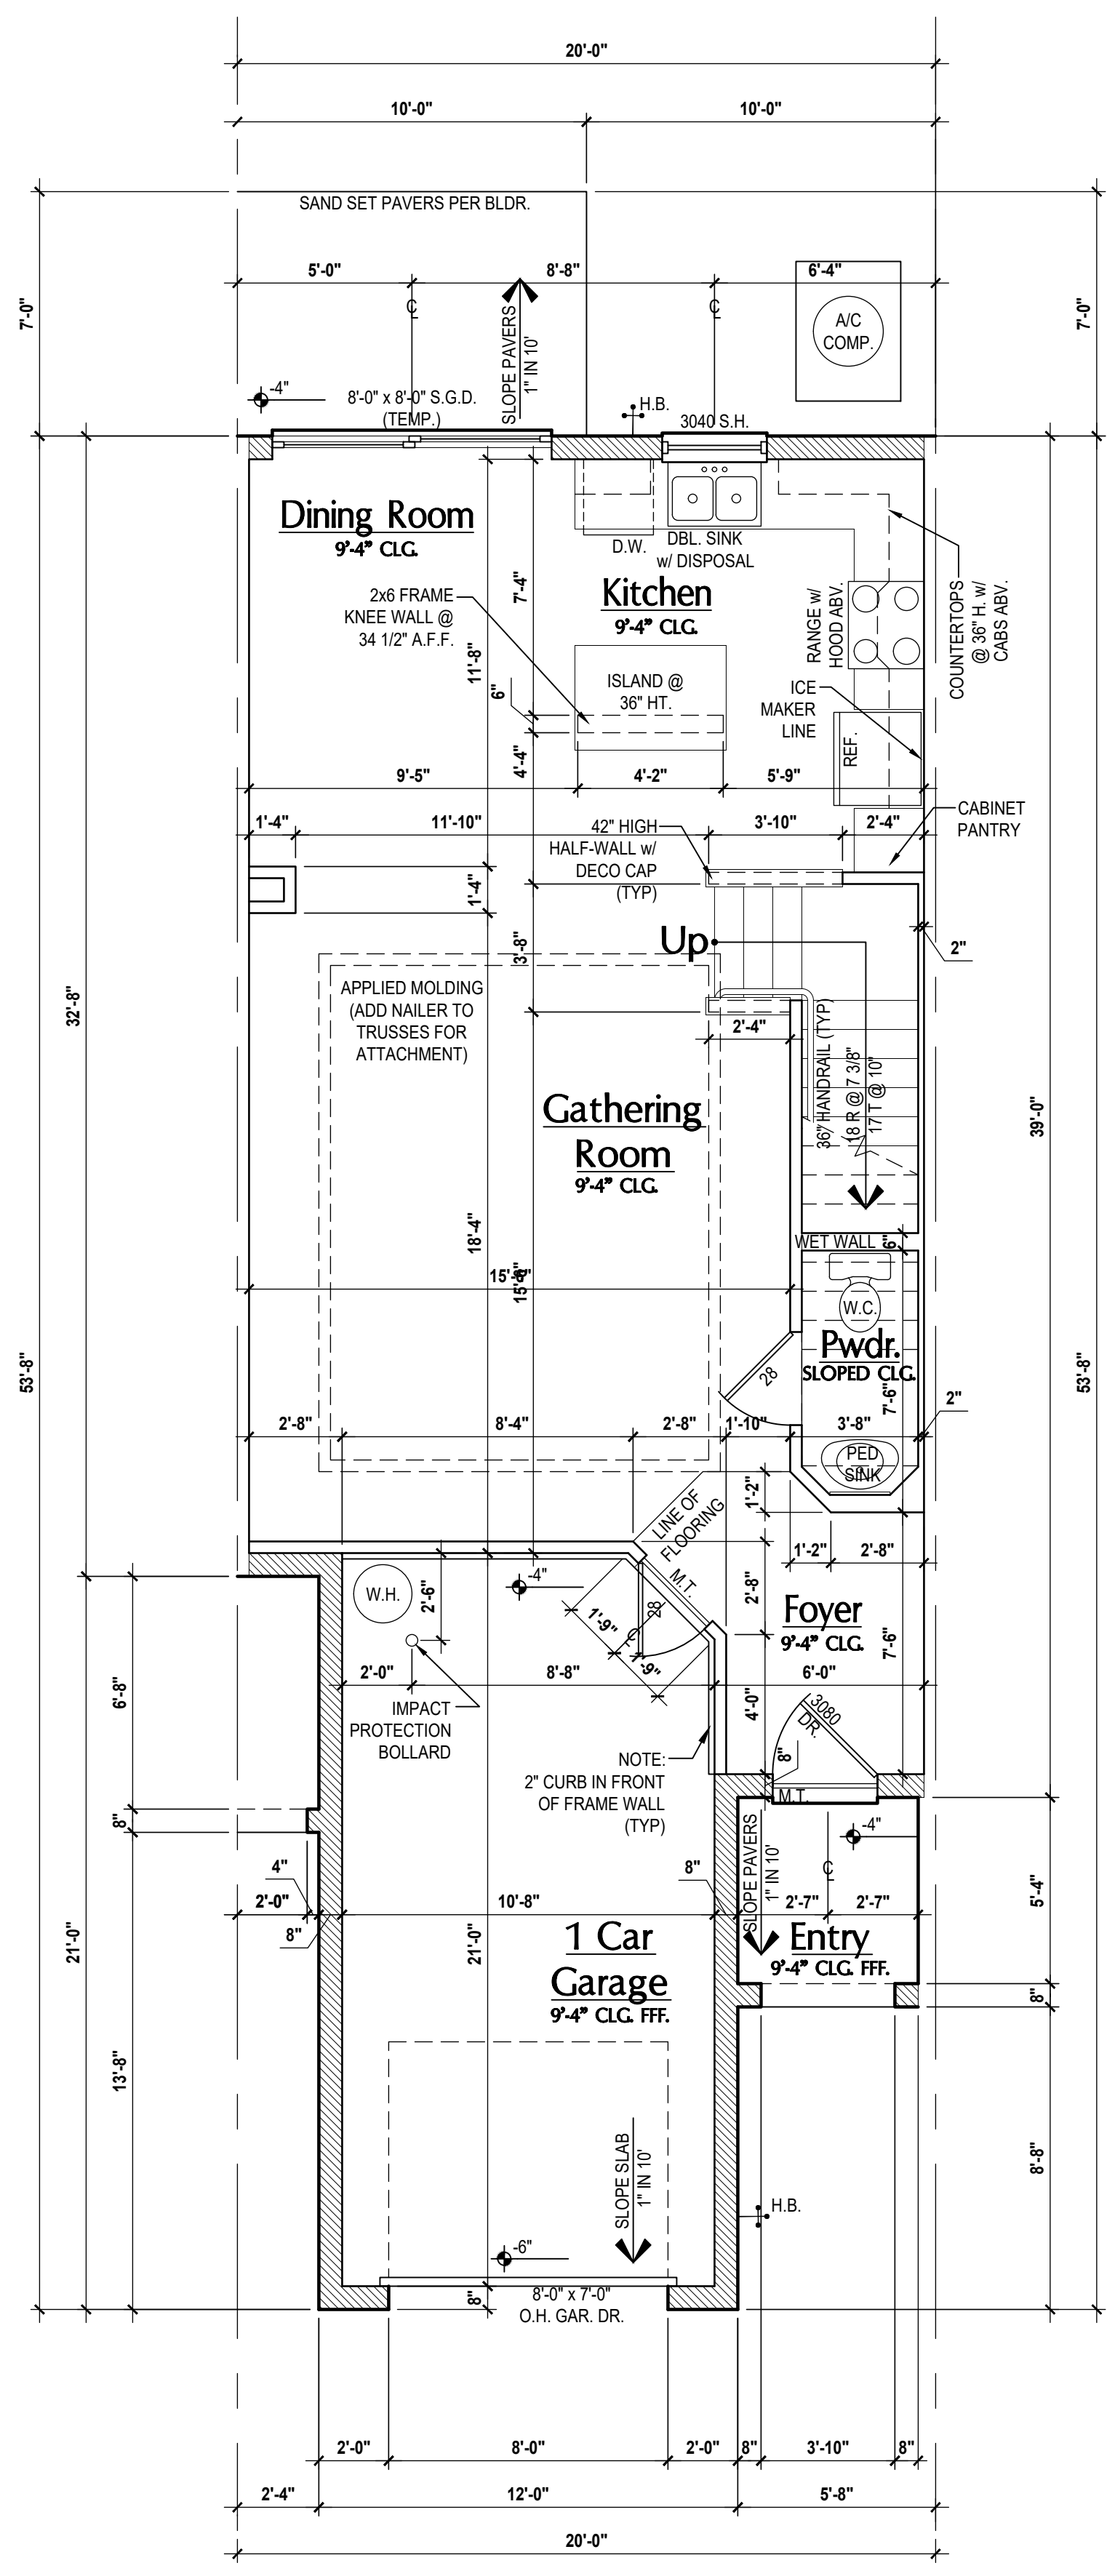 20'-0"
10'-0"
10'-0"
SAND SET PAVERS PER BLDR.
5'-0"
8'-8"
6'-4"
7'-0"
7'-0"
SLOPE PAVERS
1" IN 10'
A/C
COMP.
-4"
8'-0" x 8'-0" S.G.D.
(TEMP.)
H.B.
3040 S.H.
Dining Room
9'-4" CLG.
D.W.
DBL. SINK
w/ DISPOSAL
2x6 FRAME
KNEE WALL @
34 1/2" A.F.F.
7'-4"
Kitchen
9'-4" CLG.
RANGE w/
HOOD ABV.
COUNTERTOPS
@ 36" H. w/
CABS ABV.
11'-8"
6"
ISLAND @
36" HT.
ICE
MAKER
LINE
REF.
4'-4"
9'-5"
4'-2"
5'-9"
1'-4"
11'-10"
42" HIGH
HALF-WALL w/
DECO CAP
(TYP)
3'-10"
2'-4"
CABINET
PANTRY
1'-4"
3'-8"
Up
2"
32'-8"
APPLIED MOLDING
(ADD NAILER TO
TRUSSES FOR
ATTACHMENT)
2'-4"
36" HANDRAIL (TYP)
18 R @ 7 3/8"
17 T @ 10"
39'-0"
Gathering
Room
9'-4" CLG.
18'-4"
WET WALL
6"
15'-6"
W.C.
Pwdr.
SLOPED CLG.
28
7'-6"
53'-8"
53'-8"
2'-8"
8'-4"
2'-8"
1'-10"
3'-8"
2"
PED
SINK
1'-2"
LINE OF
FLOORING
1'-2"
2'-8"
W.H.
2'-6"
-4"
M.T.
28
2'-8"
Foyer
9'-4" CLG.
7'-6"
1'-9"
1'-9"
2'-0"
8'-8"
6'-0"
6'-8"
IMPACT
PROTECTION
BOLLARD
4'-0"
3080
DR.
8"
NOTE:
2" CURB IN FRONT
OF FRAME WALL
(TYP)
M.T.
8"
-4"
SLOPE PAVERS
1" IN 10'
4"
2'-0"
8"
10'-8"
8"
2'-7"
2'-7"
5'-4"
21'-0"
21'-0"
1 Car
Garage
9'-4" CLG. FFF.
Entry
9'-4" CLG. FFF.
8"
13'-8"
SLOPE SLAB
1" IN 10'
8'-8"
H.B.
-6"
8"
8'-0" x 7'-0"
O.H. GAR. DR.
2'-0"
8'-0"
2'-0"
8"
3'-10"
8"
2'-4"
12'-0"
5'-8"
20'-0"